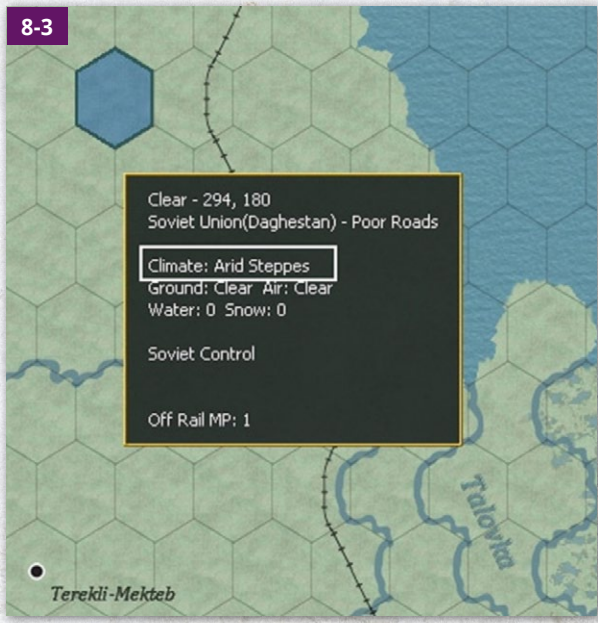 8-3
Clear - 294, 180
Soviet Union(Daghestan) - Poor Roads
Climate: Arid Steppes
Ground: Clear Air: Clear
Water: 0 Snow: 0
Soviet Control
Off Rail MP: 1
Talovka
Terekli-Mekteb